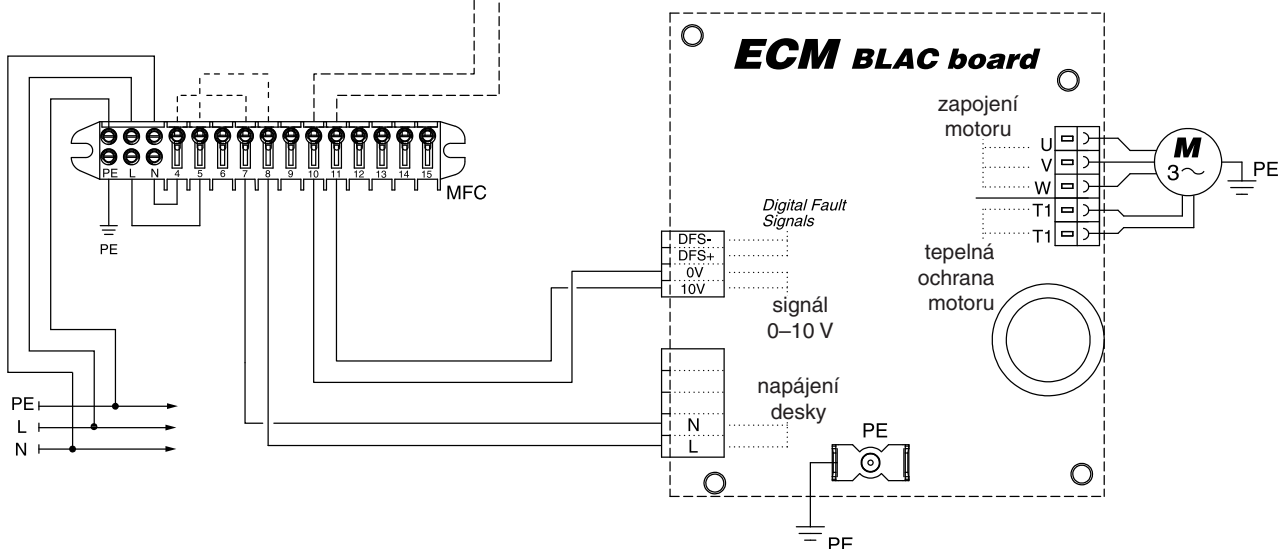 ECM BLAC board
zapojení
motoru
U
V
W
T1
T1
M
3~
PE
tepelná
ochrana
motoru
PE
L
N
4
5
6
7
8
9
10
11
12
13
14
15
MFC
PE
Digital Fault
Signals
DFS-
DFS+
0V
10V
signál
0–10 V
napájení
desky
N
L
PE
PE
PE
L
N